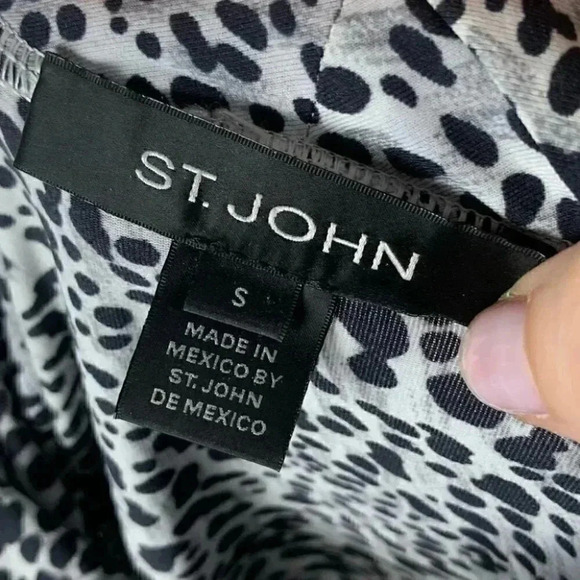 ST. JOHN
S
MADE IN
MEXICO BY
ST. JOHN
DE MEXICO